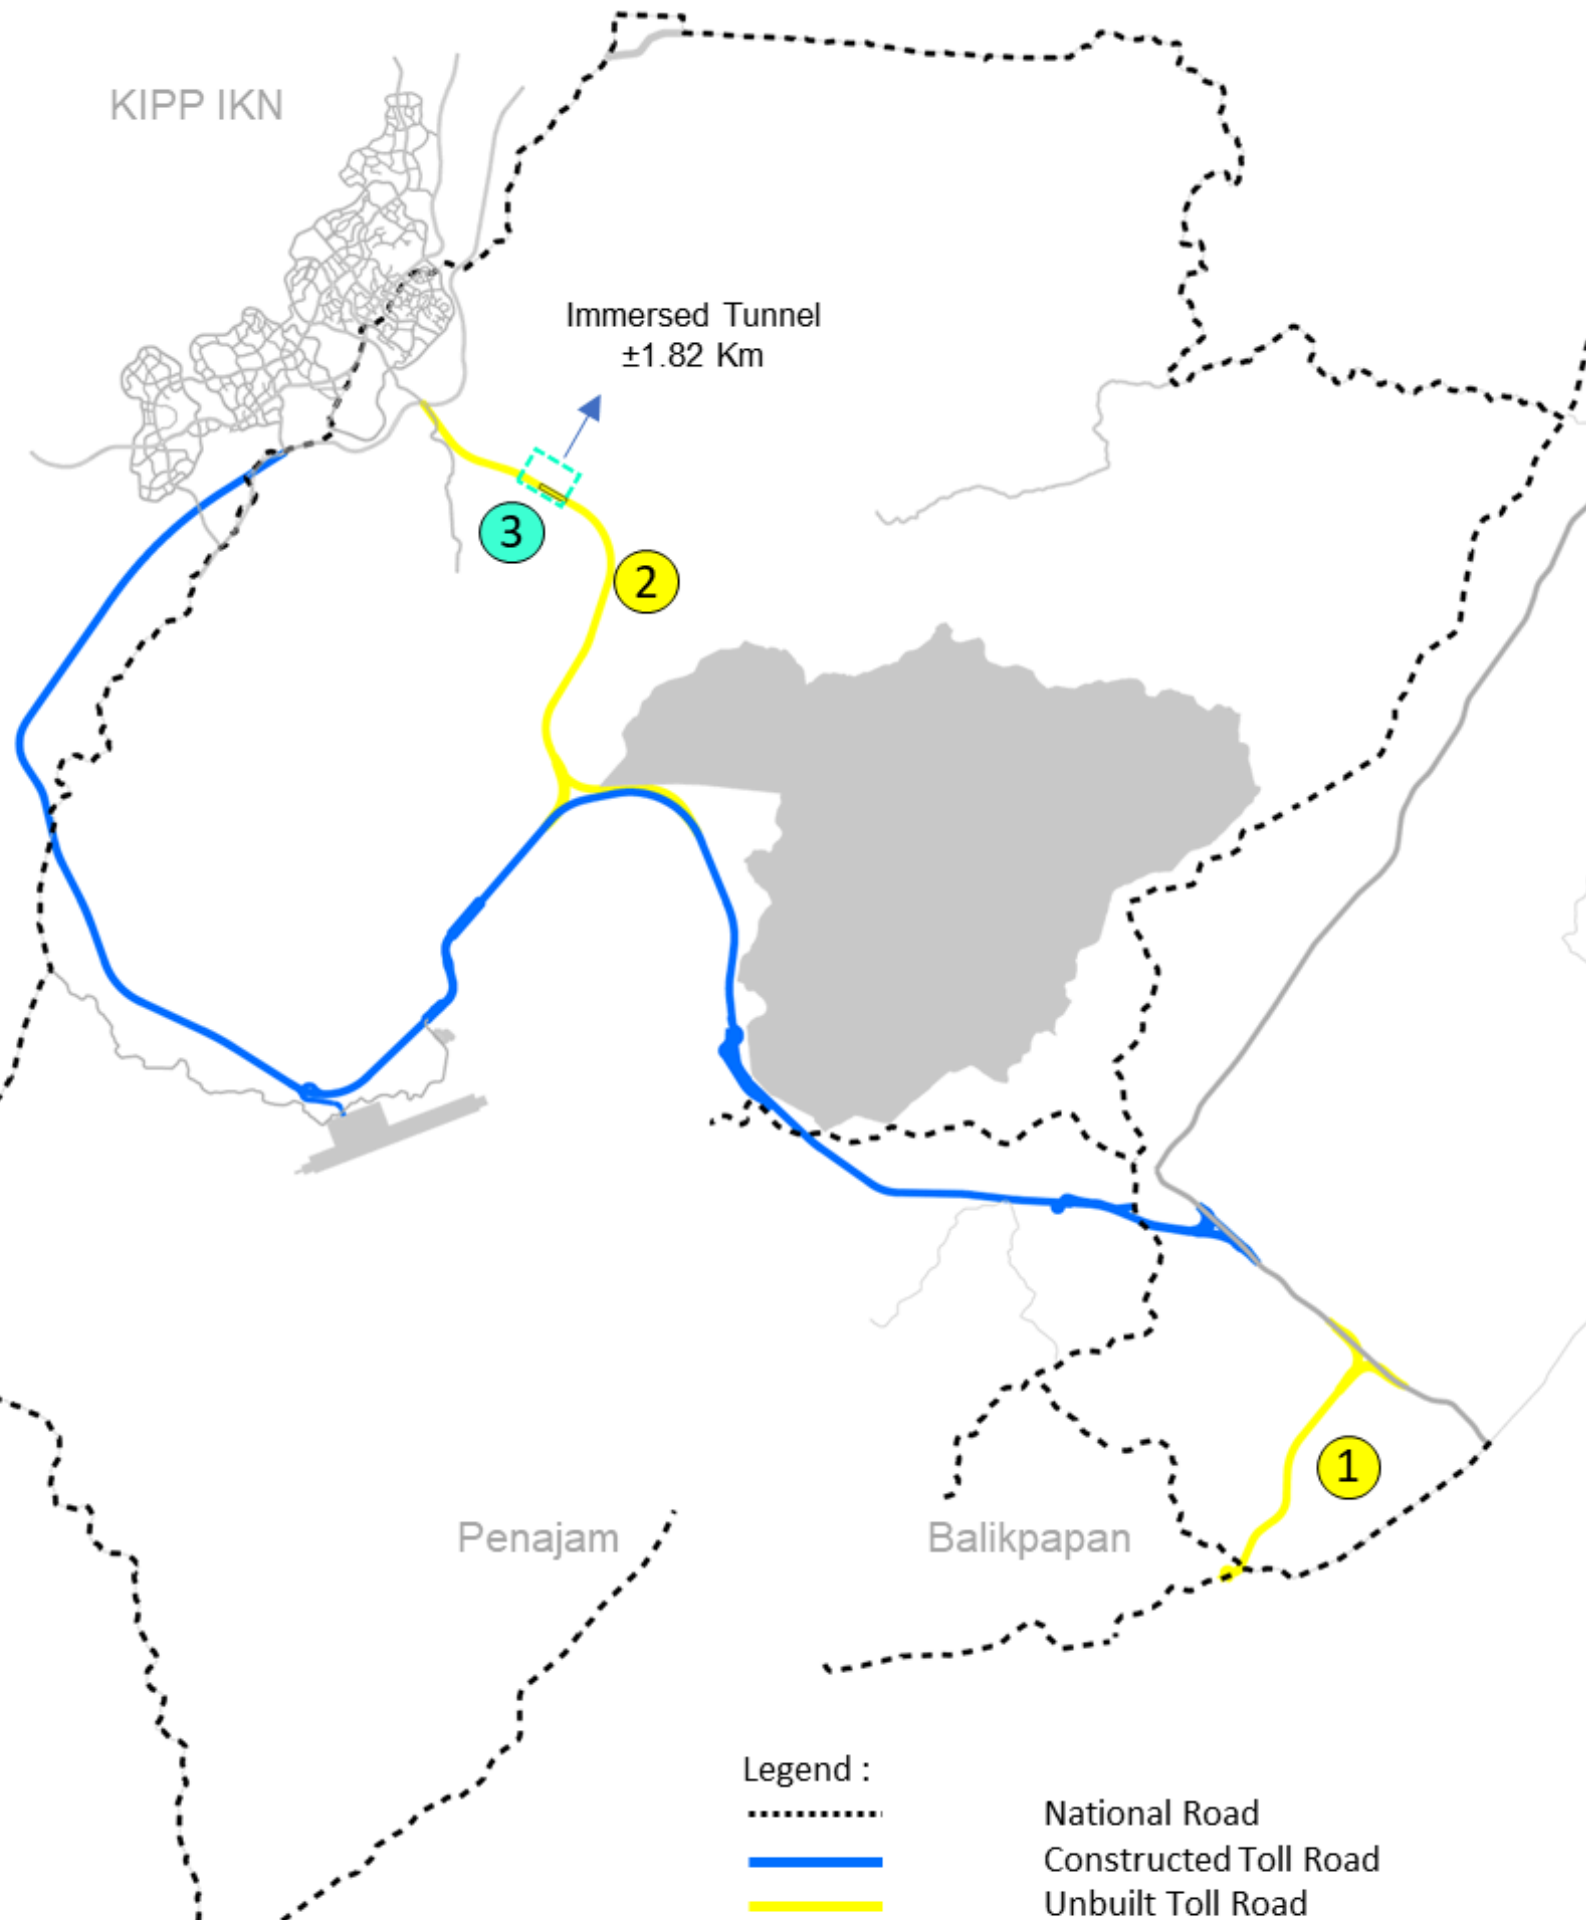 KIPP IKN
Immersed Tunnel
±1.82 Km
3
2
1
Penajam
Balikpapan
Legend :
National Road
Constructed Toll Road
Unbuilt Toll Road